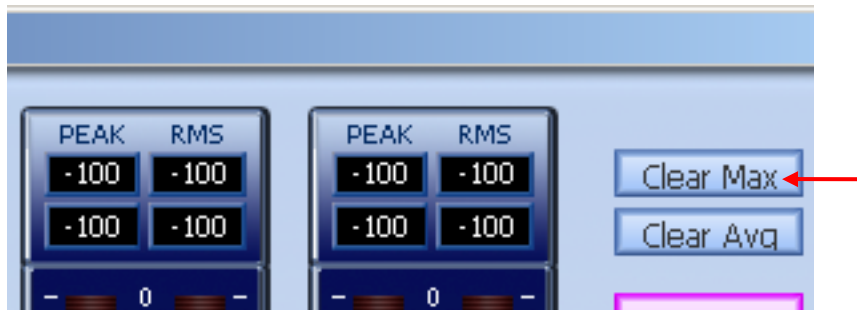 PEAK RMS PEAK RMS
-100 -100 -100 -100 Clear Max
-100 -100 -100 -100 Clear Avg
- 0 - - 0 -